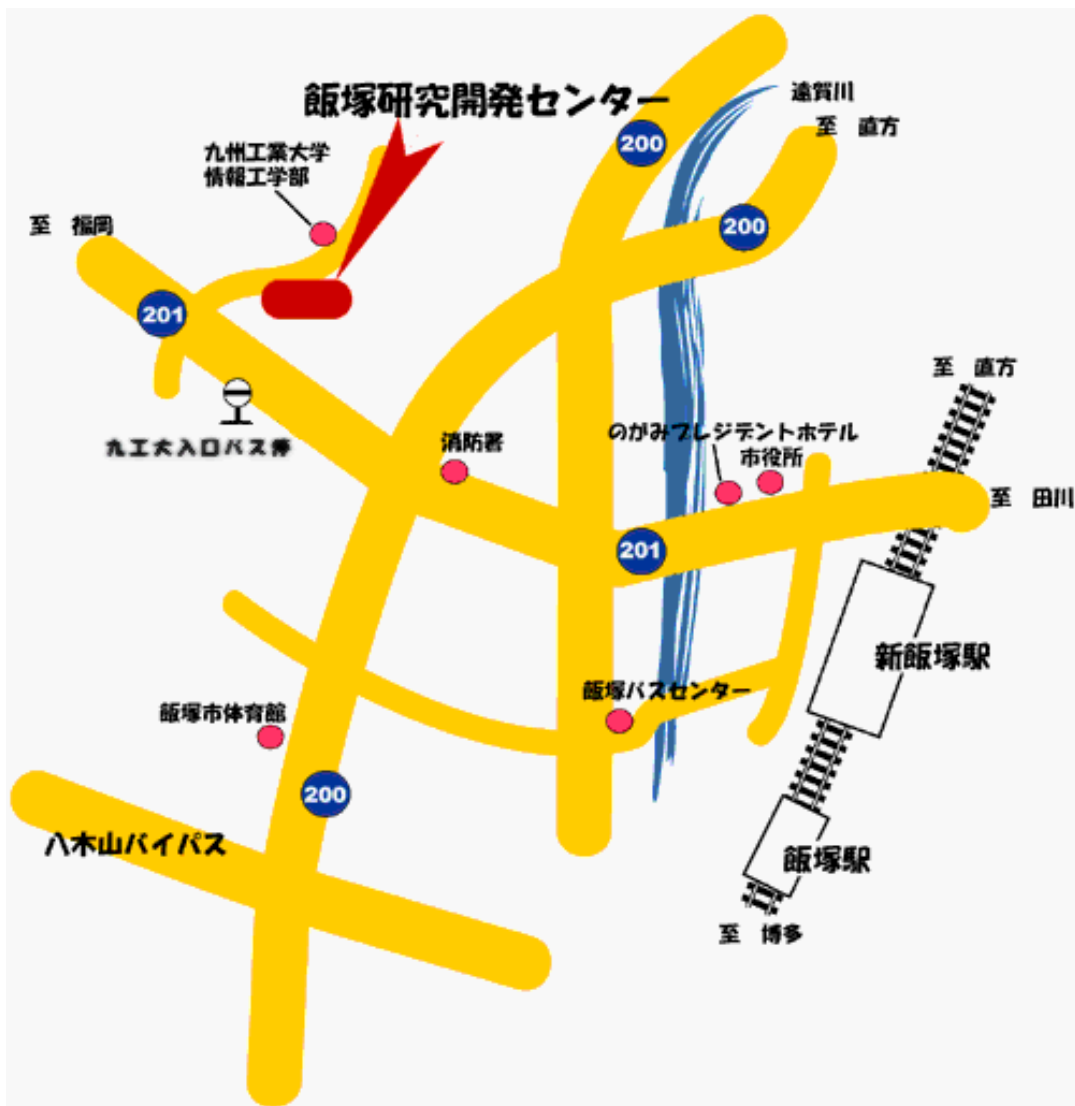 飯塚研究開発センター
遠賀川
至 直方
200
九州工業大学
情報工学部
至 福岡
200
201
至 直方
九工大入口バス停
消防署
のがみプレジデントホテル
市役所
至 田川
201
新飯塚駅
飯塚バスセンター
飯塚市体育館
200
八木山バイパス
飯塚駅
至 博多